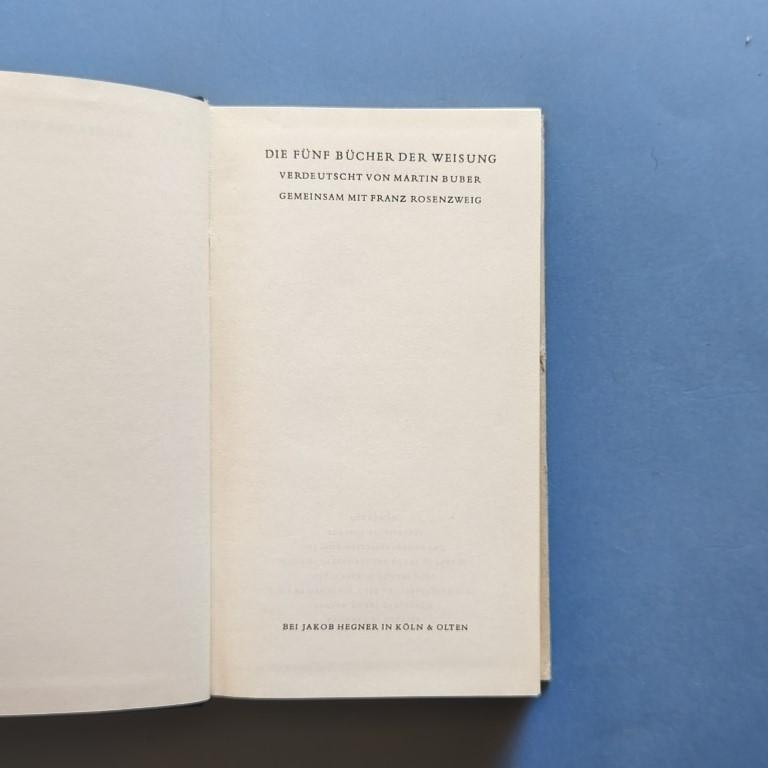 DIE FÜNF BÜCHER DER WEISUNG
VERDEUTSCHT VON MARTIN BUBER
GEMEINSAM MIT FRANZ ROSENZWEIG
BEI JAKOB HEGNER IN KÖLN & OLTEN